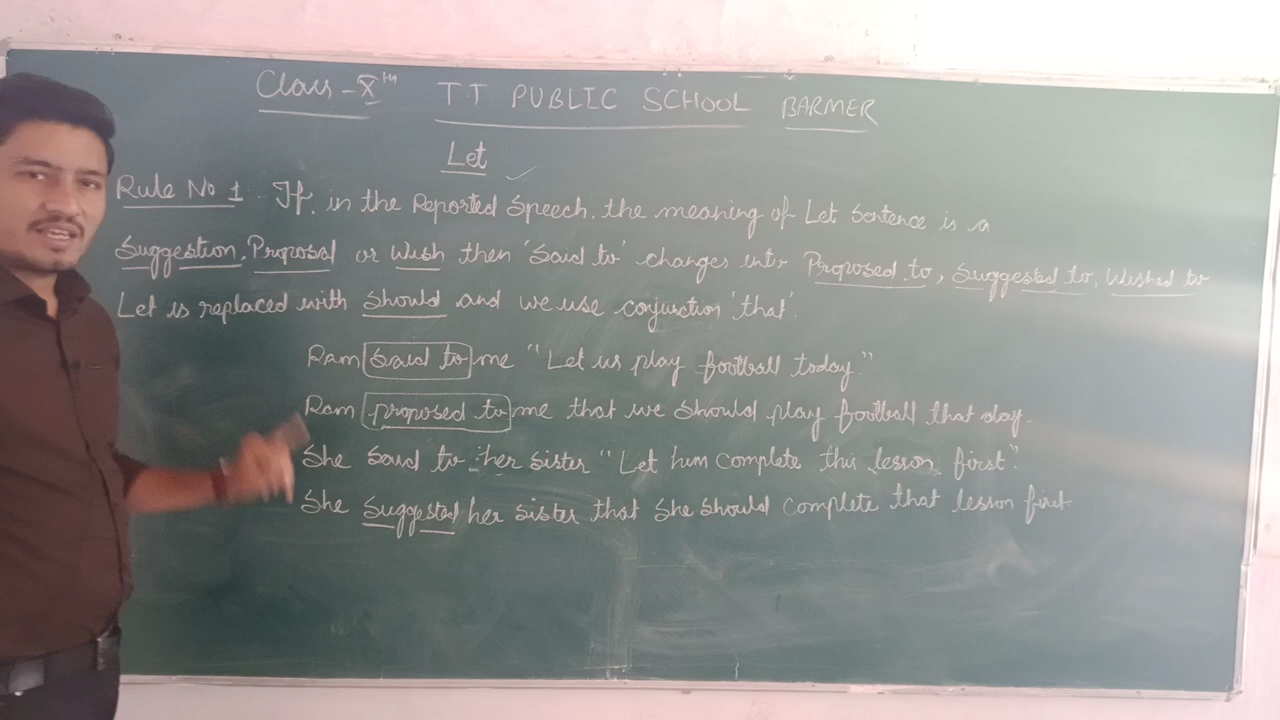 Class - Xth TT PUBLIC SCHOOL BARMER
Let
Rule No 1. If in the Reported Speech. the meaning of Let Sentence is a
Suggestion, Proposal or Wish then 'Said to' changes into Proposed to, Suggested to, Wished to
Let is replaced with Should and we use conjunction 'that'.
Ram Said to me "Let us play football today."
Ram proposed to me that we should play football that day.
She Said to her sister "Let him complete this lesson first".
She Suggested her sister that She Should complete that lesson first